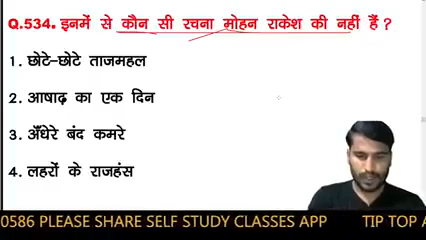 Q.534. इनमें से कौन सी रचना मोहन राकेश की नहीं हैं ?
1. छोटे-छोटे ताजमहल
2. आषाढ़ का एक दिन
3. अँधेरे बंद कमरे
4. लहरों के राजहंस
0586 PLEASE SHARE SELF STUDY CLASSES APP TIP TOP A